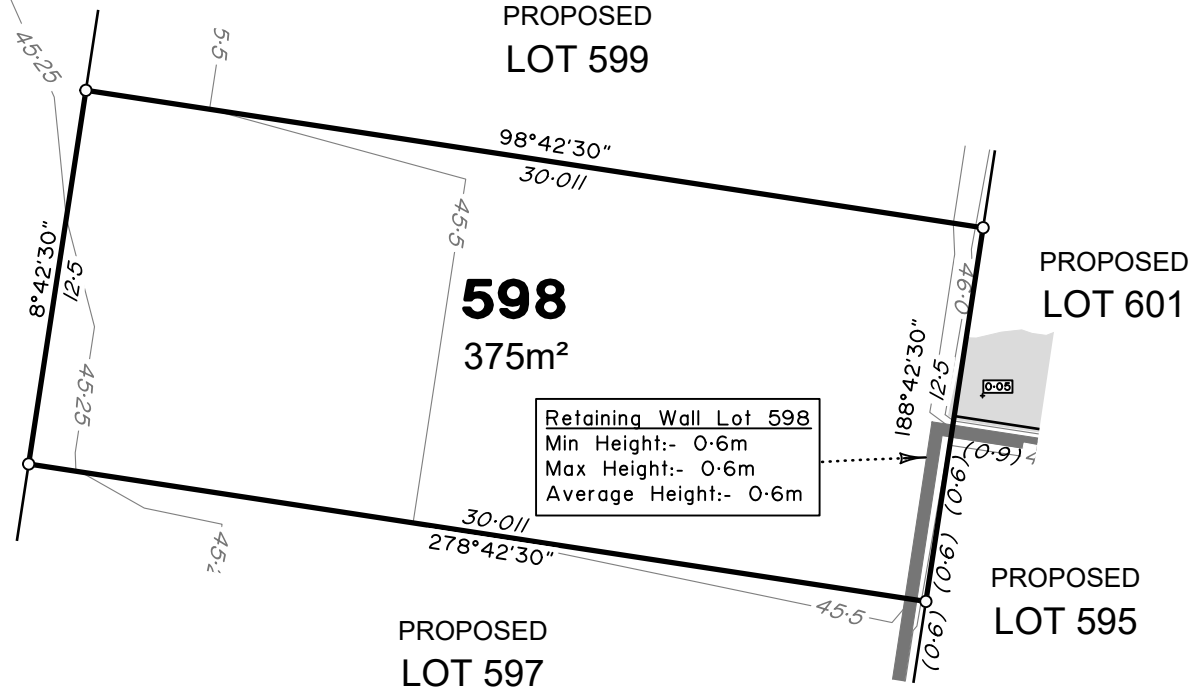 PROPOSED
LOT 599
45·25
5·5
98°42'30"
30·011
45·5
8°42'30"
12·5
598
375m²
46·0
PROPOSED
LOT 601
188°42'30"
12·5
0·05
45·25
Retaining Wall Lot 598
Min Height:- 0·6m
Max Height:- 0·6m
Average Height:- 0·6m
(0·9)
(0·6)
(0·6)
(0·6)
30·011
278°42'30"
45·5
PROPOSED
LOT 595
PROPOSED
LOT 597